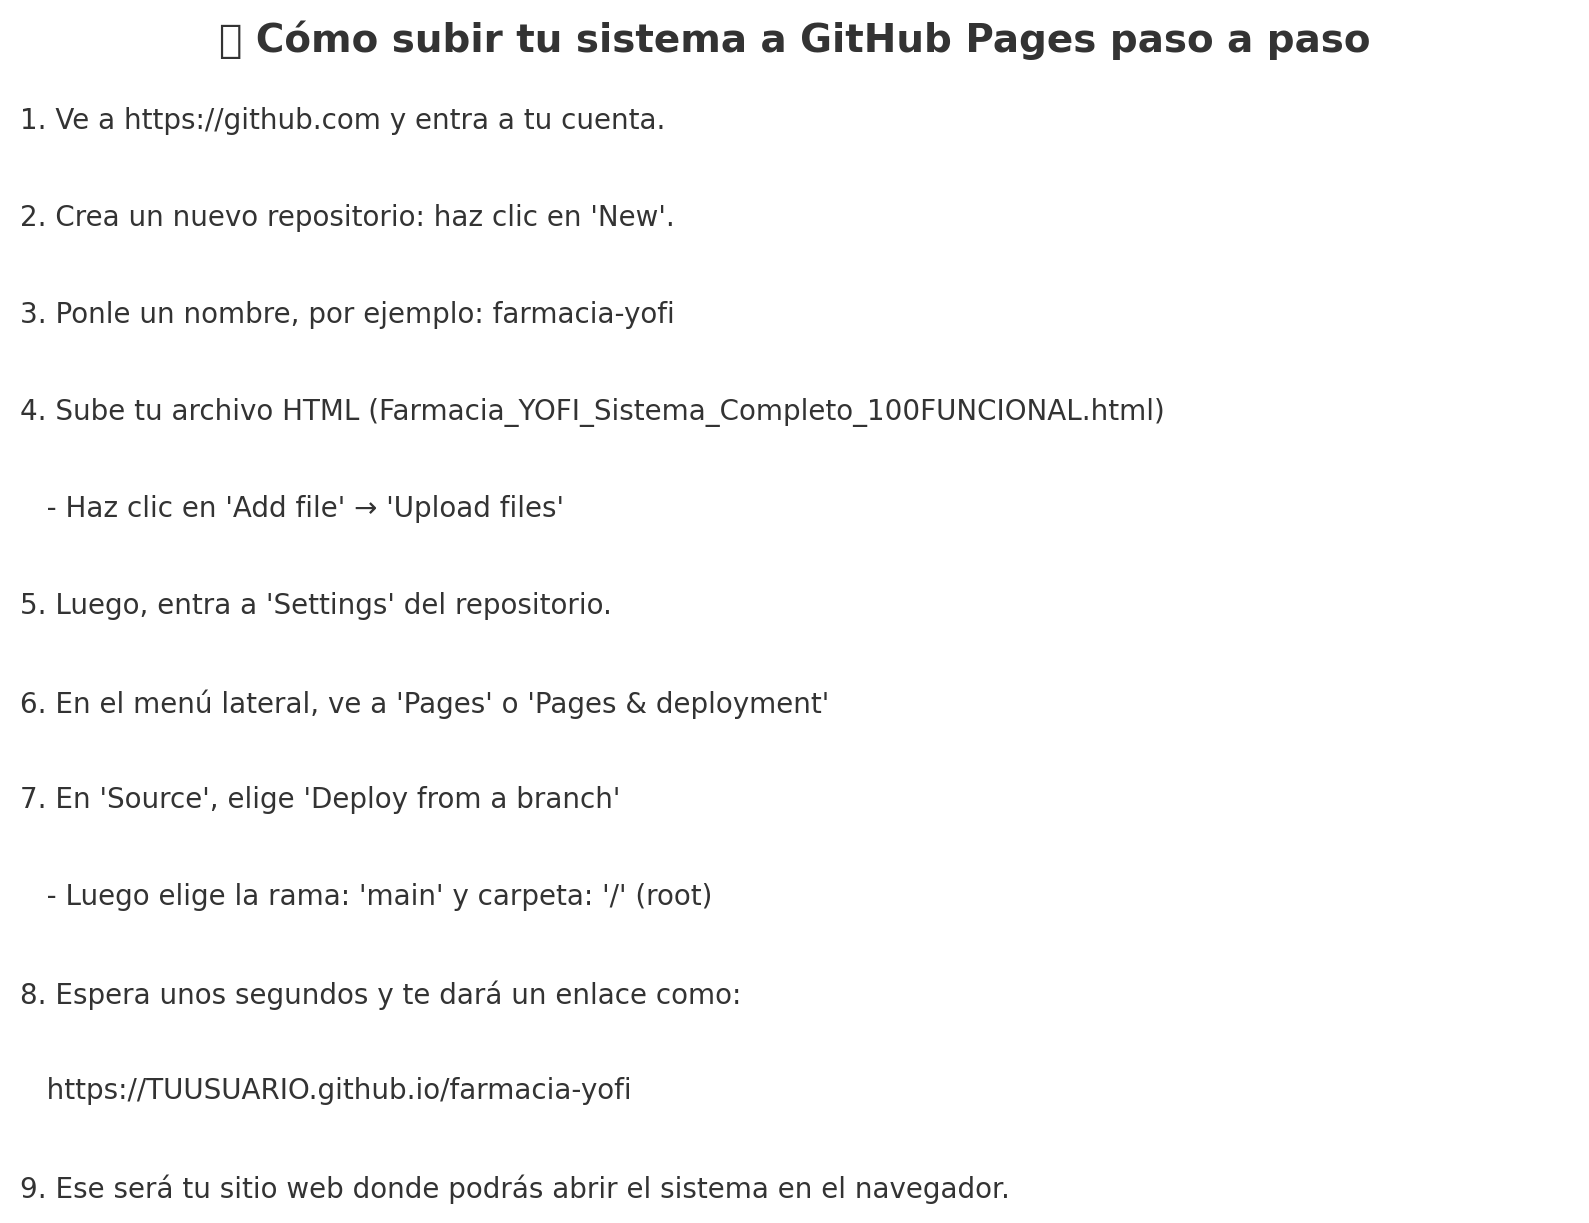 Cómo subir tu sistema a GitHub Pages paso a paso
1. Ve a https://github.com y entra a tu cuenta.
2. Crea un nuevo repositorio: haz clic en 'New'.
3. Ponle un nombre, por ejemplo: farmacia-yofi
4. Sube tu archivo HTML (Farmacia_YOFI_Sistema_Completo_100FUNCIONAL.html)
- Haz clic en 'Add file' → 'Upload files'
5. Luego, entra a 'Settings' del repositorio.
6. En el menú lateral, ve a 'Pages' o 'Pages & deployment'
7. En 'Source', elige 'Deploy from a branch'
- Luego elige la rama: 'main' y carpeta: '/' (root)
8. Espera unos segundos y te dará un enlace como:
https://TUUSUARIO.github.io/farmacia-yofi
9. Ese será tu sitio web donde podrás abrir el sistema en el navegador.